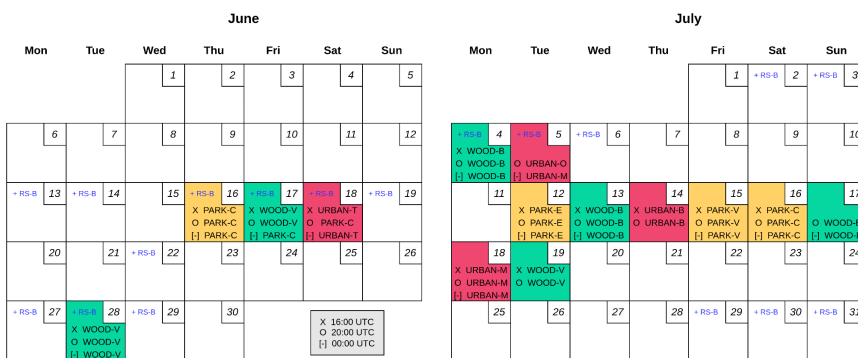 June
Mon Tue Wed Thu Fri Sat Sun
1 2 3 4 5
6 7 8 9 10 11 12
+ RS-B 13 + RS-B 14 15 + RS-B 16 + RS-B 17 + RS-B 18 + RS-B 19
X PARK-C X WOOD-V X URBAN-T
O PARK-C O WOOD-V O PARK-C
[-] PARK-C [-] PARK-C [-] URBAN-T
20 21 + RS-B 22 23 24 25 26
+ RS-B 27 + RS-B 28 + RS-B 29 30
X WOOD-V
O WOOD-V
[-] WOOD-V
X 16:00 UTC
O 20:00 UTC
[-] 00:00 UTC
July
Mon Tue Wed Thu Fri Sat Sun
1 + RS-B 2 + RS-B 3
+ RS-B 4 + RS-B 5 + RS-B 6 7 8 9 10
X WOOD-B
O WOOD-B O URBAN-O
[-] WOOD-B [-] URBAN-M
11 12 13 14 15 16 17
X PARK-E X WOOD-B X URBAN-B X PARK-V X PARK-C
O PARK-E O WOOD-B O URBAN-B O PARK-V O PARK-C O WOOD-B
[-] PARK-E [-] WOOD-B [-] PARK-V [-] PARK-C [-] WOOD-
18 19 20 21 22 23 24
X URBAN-M X WOOD-V
O URBAN-M O WOOD-V
[-] URBAN-M
25 26 27 28 + RS-B 29 + RS-B 30 + RS-B 31